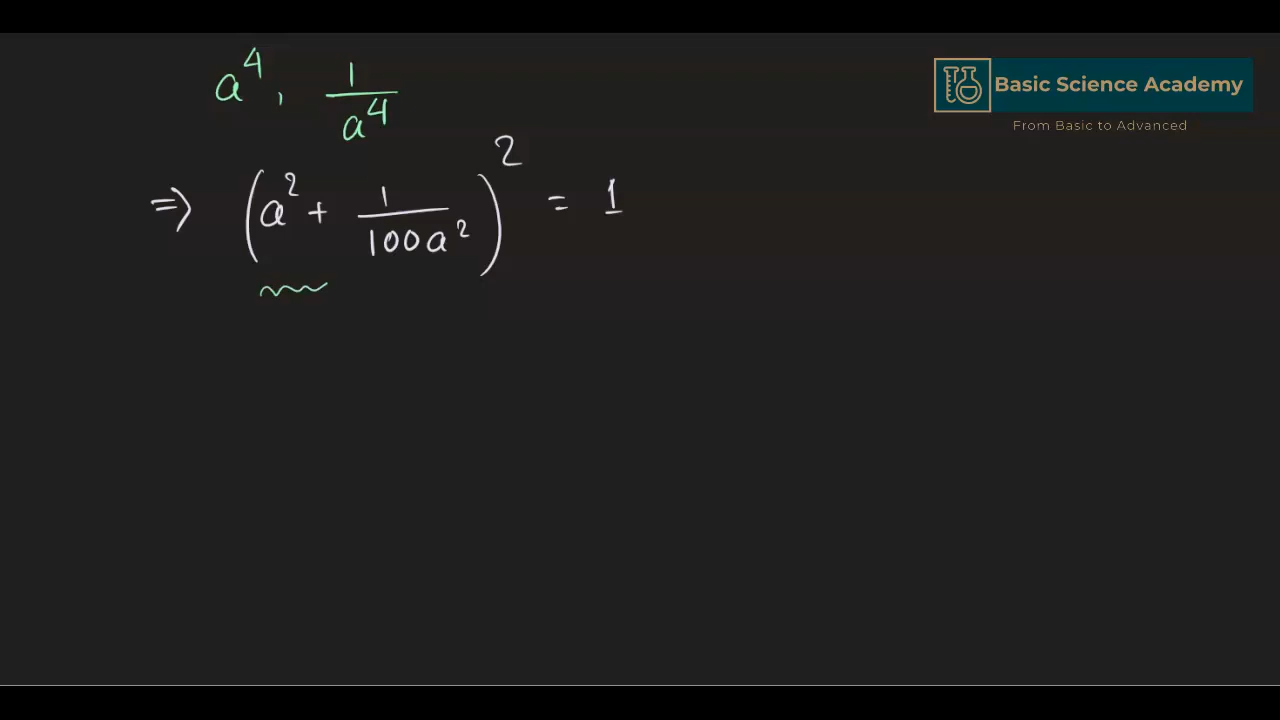 a⁴, 1/a⁴
Basic Science Academy
From Basic to Advanced
⇒ (a² + 1/100a²)² = 1